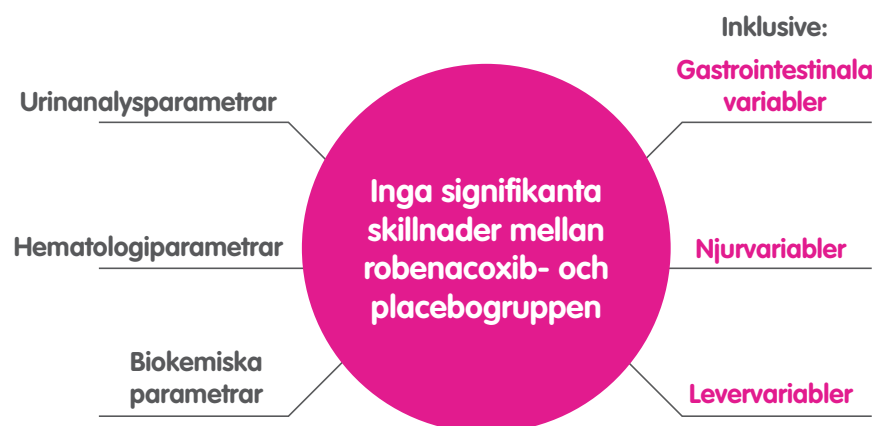 Urinanalysparametrar
Hematologiparametrar
Biokemiska
parametrar
Inga signifikanta
skillnader mellan
robenacoxib- och
placebogruppen
Inklusive:
Gastrointestinala
variabler
Njurvariabler
Levervariabler